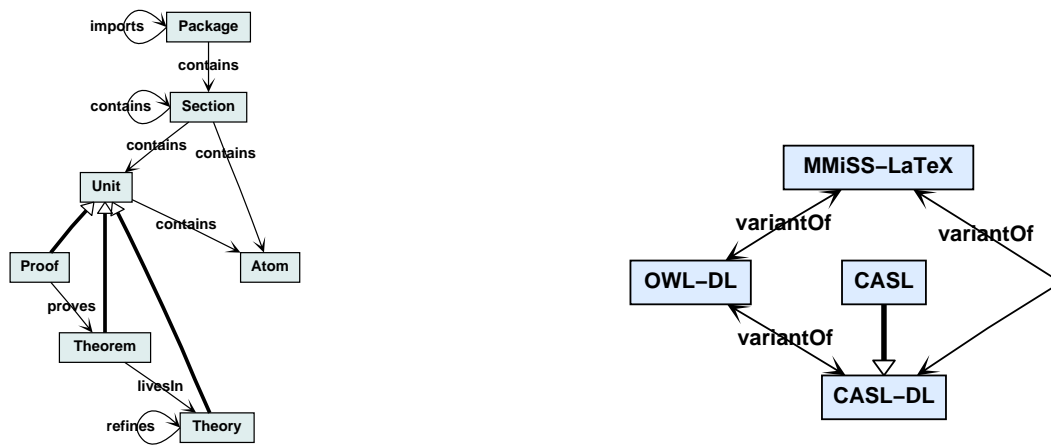 Package
imports
contains
Section
contains
contains
contains
Unit
contains
Proof
Atom
proves
Theorem
livesIn
refines
Theory
MMiSS–LaTeX
variantOf
variantOf
OWL–DL
CASL
variantOf
CASL–DL